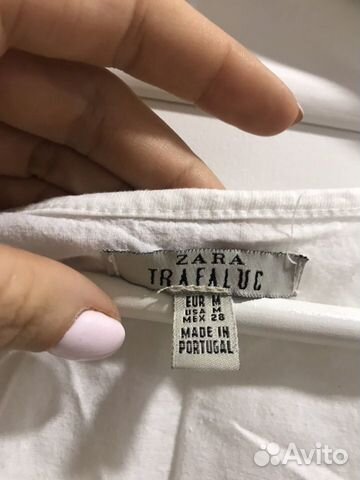 ZARA
TRAFALUC
EUR M
USA M
MEX 28
MADE IN
PORTUGAL
Avito